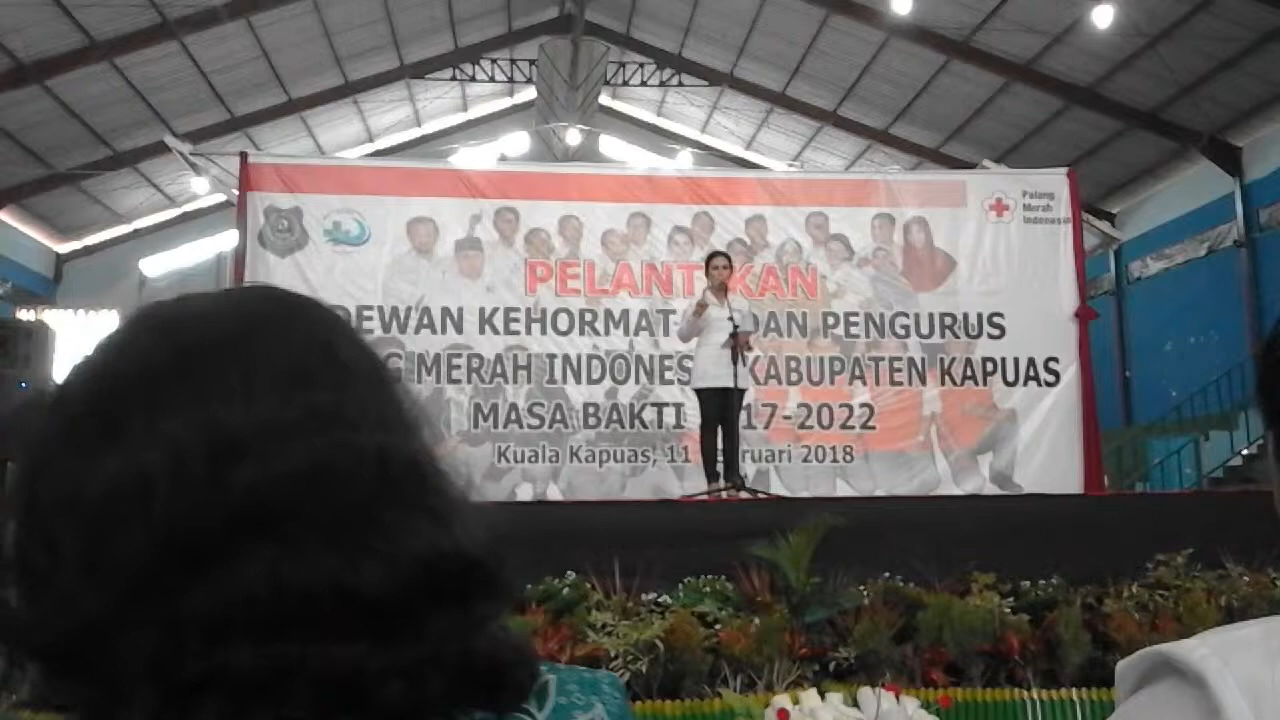 Palang
Merah
Indonesia
PELANT KAN
DEWAN KEHORMAT DAN PENGURUS
G MERAH INDONES KABUPATEN KAPUAS
MASA BAKTI 17-2022
Kuala Kapuas, 11 ruari 2018